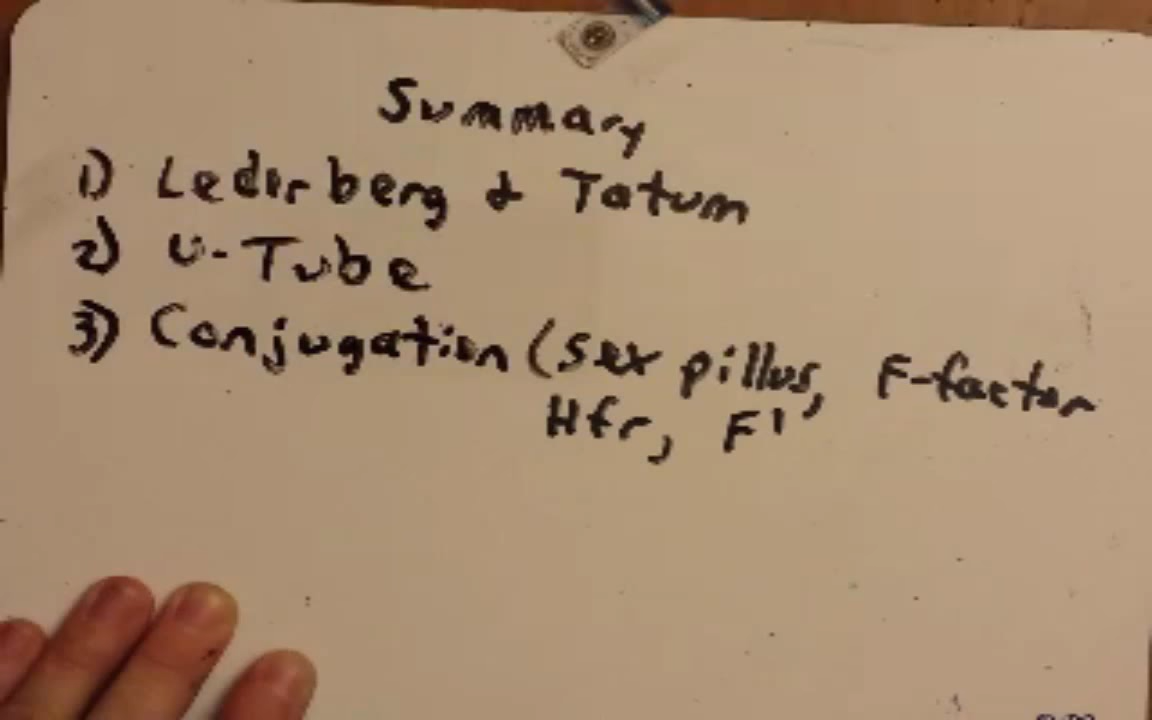 Summary
1) Lederberg & Tatum
2) U-Tube
3) Conjugation (sex pillus, F-factor
Hfr, F'